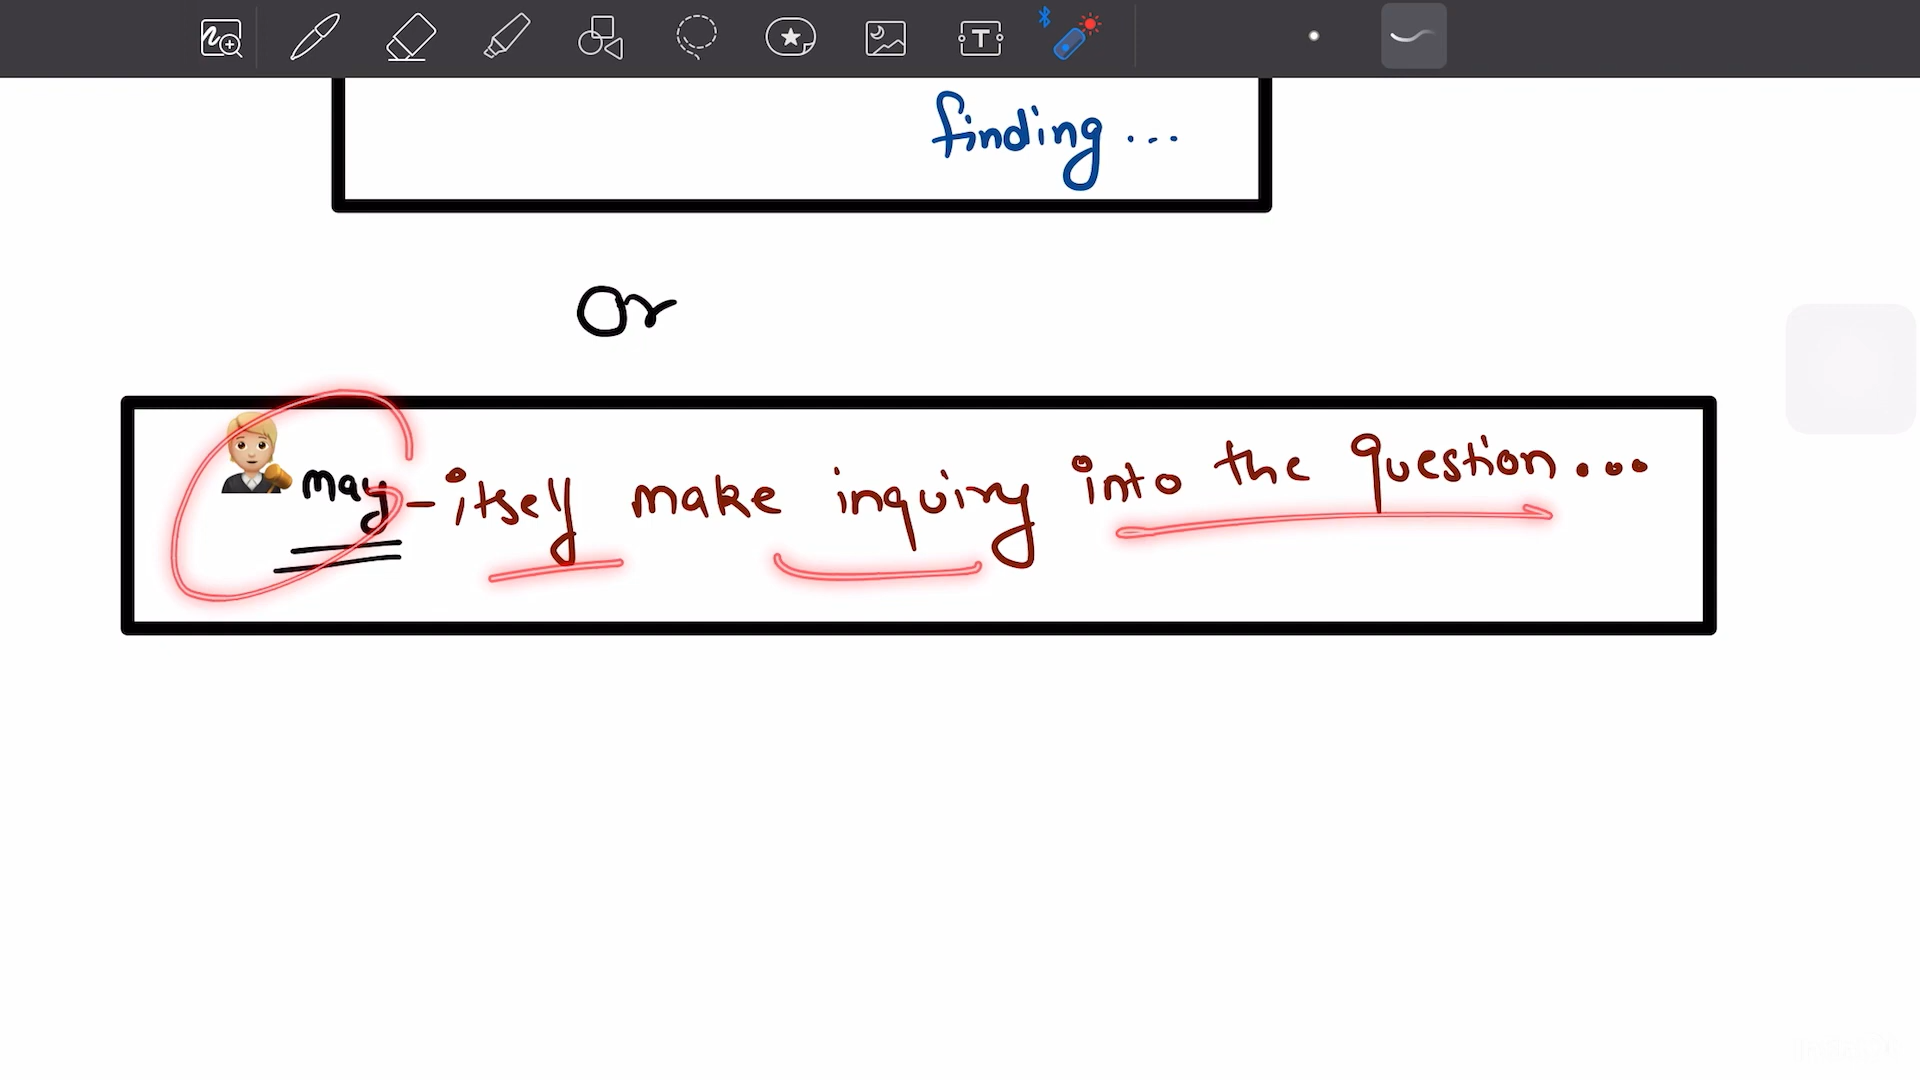 finding ...
Or
may - itself make inquiry into the question ...